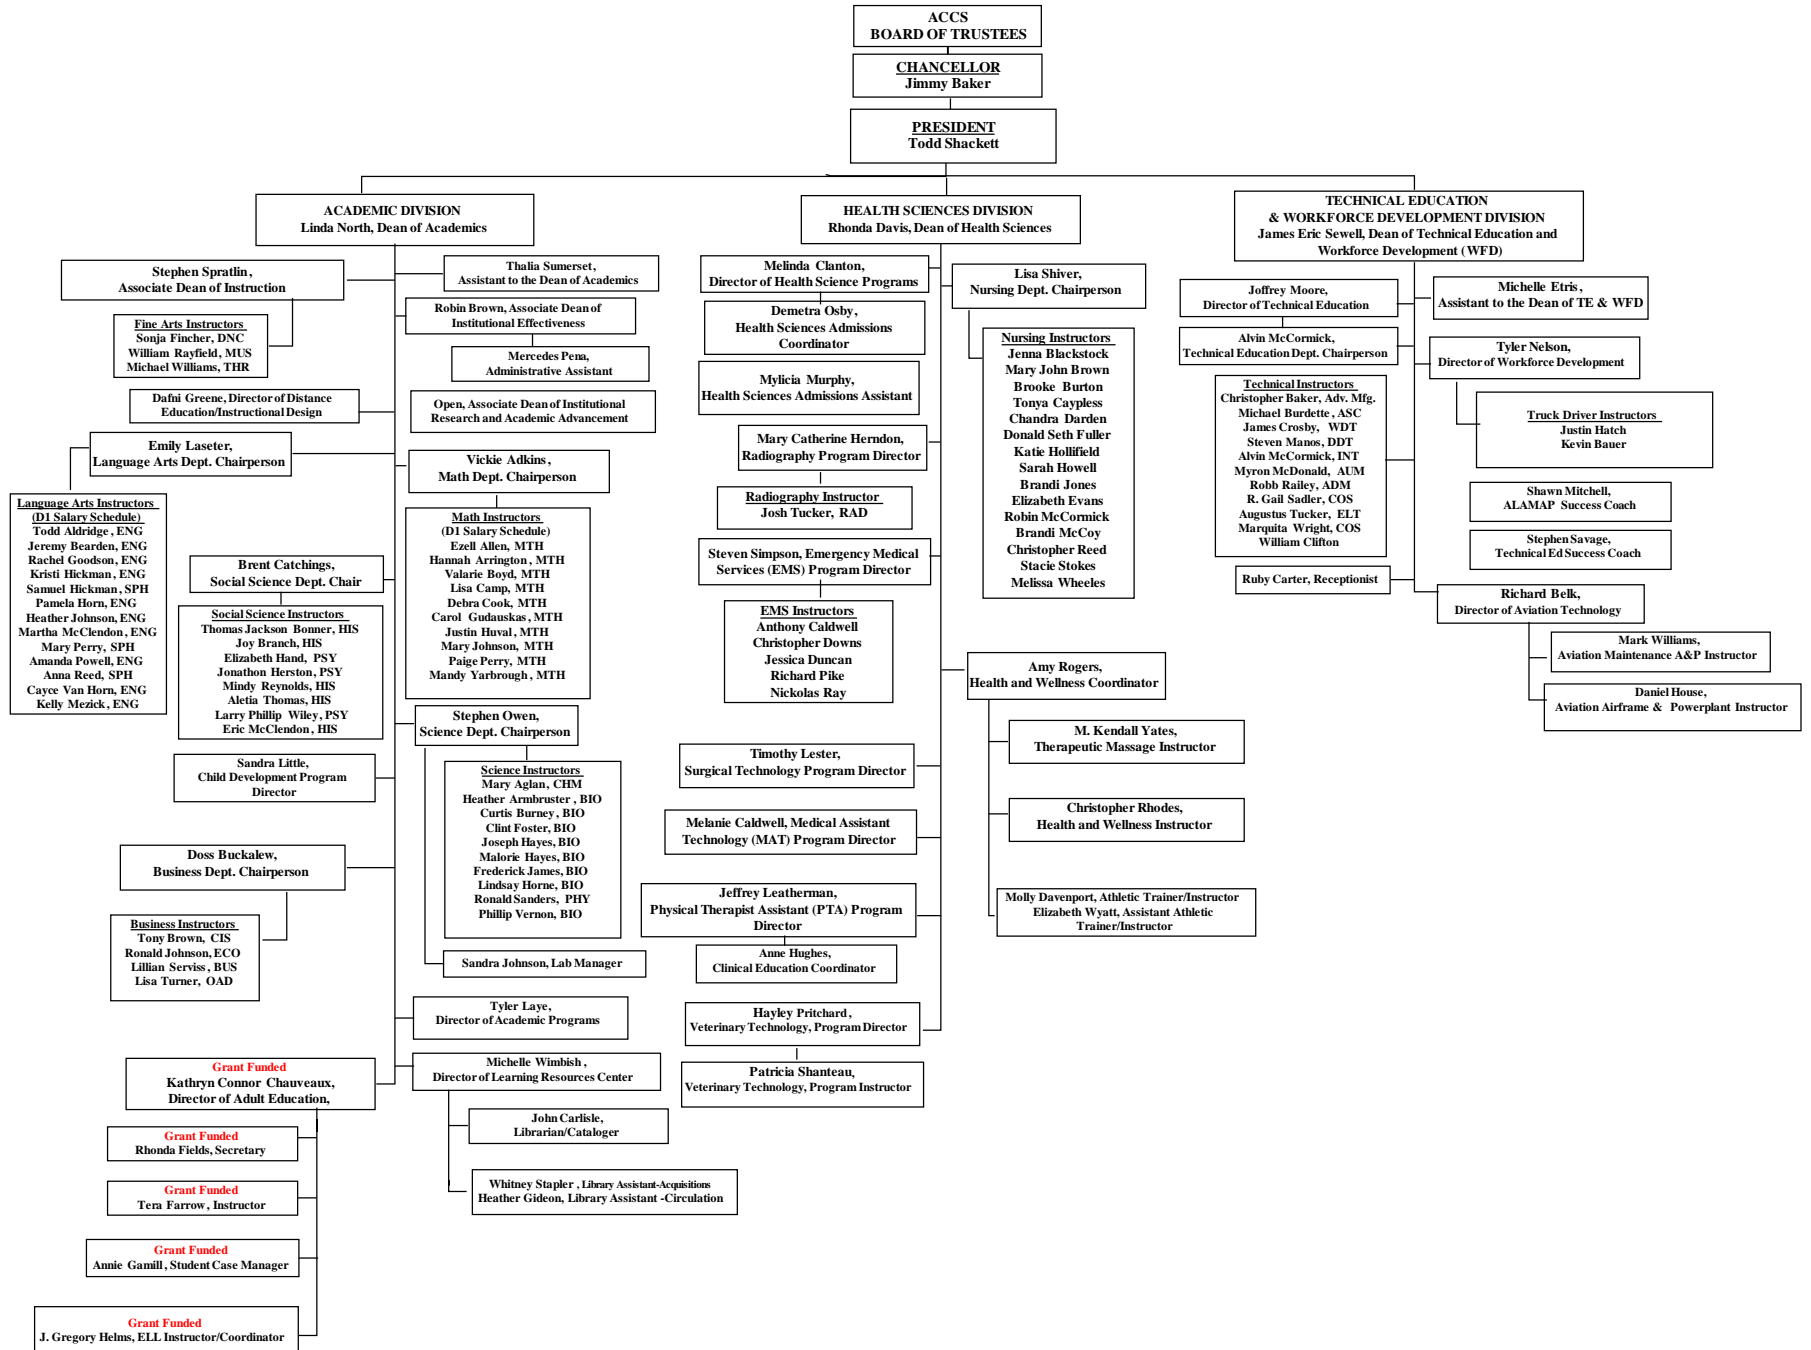 ACCS
BOARD OF TRUSTEES
CHANCELLOR
Jimmy Baker
PRESIDENT
Todd Shackett
ACADEMIC DIVISION
Linda North, Dean of Academics
Stephen Spratlin,
Associate Dean of Instruction
Thalia Sumerset,
Assistant to the Dean of Academics
Fine Arts Instructors
Sonja Fincher, DNC
William Rayfield, MUS
Michael Williams, THR
Robin Brown, Associate Dean of
Institutional Effectiveness
Mercedes Pena,
Administrative Assistant
Dafni Greene, Director of Distance
Education/Instructional Design
Open, Associate Dean of Institutional
Research and Academic Advancement
Emily Laseter,
Language Arts Dept. Chairperson
Language Arts Instructors
(D1 Salary Schedule)
Todd Aldridge, ENG
Jeremy Bearden, ENG
Rachel Goodson, ENG
Kristi Hickman, ENG
Samuel Hickman, SPH
Pamela Horn, ENG
Heather Johnson, ENG
Martha McClendon, ENG
Mary Perry, SPH
Amanda Powell, ENG
Anna Reed, SPH
Cayce Van Horn, ENG
Kelly Mezick, ENG
Vickie Adkins,
Math Dept. Chairperson
Math Instructors
(D1 Salary Schedule)
Ezell Allen, MTH
Hannah Arrington, MTH
Valarie Boyd, MTH
Lisa Camp, MTH
Debra Cook, MTH
Carol Gudauskas, MTH
Justin Huval, MTH
Mary Johnson, MTH
Paige Perry, MTH
Mandy Yarbrough, MTH
Brent Catchings,
Social Science Dept. Chair
Social Science Instructors
Thomas Jackson Bonner, HIS
Joy Branch, HIS
Elizabeth Hand, PSY
Jonathon Herston, PSY
Mindy Reynolds, HIS
Aletia Thomas, HIS
Larry Phillip Wiley, PSY
Eric McClendon, HIS
Stephen Owen,
Science Dept. Chairperson
Science Instructors
Mary Aglan, CHM
Heather Armbruster, BIO
Curtis Burney, BIO
Clint Foster, BIO
Joseph Hayes, BIO
Malorie Hayes, BIO
Frederick James, BIO
Lindsay Horne, BIO
Ronald Sanders, PHY
Phillip Vernon, BIO
Sandra Johnson, Lab Manager
Sandra Little,
Child Development Program
Director
Doss Buckalew,
Business Dept. Chairperson
Business Instructors
Tony Brown, CIS
Ronald Johnson, ECO
Lillian Serviss, BUS
Lisa Turner, OAD
Tyler Laye,
Director of Academic Programs
Michelle Wimbish,
Director of Learning Resources Center
John Carlisle,
Librarian/Cataloger
Whitney Stapler, Library Assistant-Acquisitions
Heather Gideon, Library Assistant -Circulation
Grant Funded
Kathryn Connor Chauveaux,
Director of Adult Education,
Grant Funded
Rhonda Fields, Secretary
Grant Funded
Tera Farrow, Instructor
Grant Funded
Annie Gamill, Student Case Manager
Grant Funded
J. Gregory Helms, ELL Instructor/Coordinator
HEALTH SCIENCES DIVISION
Rhonda Davis, Dean of Health Sciences
Melinda Clanton,
Director of Health Science Programs
Demetra Osby,
Health Sciences Admissions
Coordinator
Mylicia Murphy,
Health Sciences Admissions Assistant
Lisa Shiver,
Nursing Dept. Chairperson
Nursing Instructors
Jenna Blackstock
Mary John Brown
Brooke Burton
Tonya Caypless
Chandra Darden
Donald Seth Fuller
Katie Hollifield
Sarah Howell
Brandi Jones
Elizabeth Evans
Robin McCormick
Brandi McCoy
Christopher Reed
Stacie Stokes
Melissa Wheeles
Mary Catherine Herndon,
Radiography Program Director
Radiography Instructor
Josh Tucker, RAD
Steven Simpson, Emergency Medical
Services (EMS) Program Director
EMS Instructors
Anthony Caldwell
Christopher Downs
Jessica Duncan
Richard Pike
Nickolas Ray
Amy Rogers,
Health and Wellness Coordinator
M. Kendall Yates,
Therapeutic Massage Instructor
Christopher Rhodes,
Health and Wellness Instructor
Molly Davenport, Athletic Trainer/Instructor
Elizabeth Wyatt, Assistant Athletic
Trainer/Instructor
Timothy Lester,
Surgical Technology Program Director
Melanie Caldwell, Medical Assistant
Technology (MAT) Program Director
Jeffrey Leatherman,
Physical Therapist Assistant (PTA) Program
Director
Anne Hughes,
Clinical Education Coordinator
Hayley Pritchard,
Veterinary Technology, Program Director
Patricia Shanteau,
Veterinary Technology, Program Instructor
TECHNICAL EDUCATION
& WORKFORCE DEVELOPMENT DIVISION
James Eric Sewell, Dean of Technical Education and
Workforce Development (WFD)
Joffrey Moore,
Director of Technical Education
Michelle Etris,
Assistant to the Dean of TE & WFD
Alvin McCormick,
Technical Education Dept. Chairperson
Technical Instructors
Christopher Baker, Adv. Mfg.
Michael Burdette, ASC
James Crosby, WDT
Steven Manos, DDT
Alvin McCormick, INT
Myron McDonald, AUM
Robb Railey, ADM
R. Gail Sadler, COS
Augustus Tucker, ELT
Marquita Wright, COS
William Clifton
Tyler Nelson,
Director of Workforce Development
Truck Driver Instructors
Justin Hatch
Kevin Bauer
Shawn Mitchell,
ALAMAP Success Coach
Stephen Savage,
Technical Ed Success Coach
Ruby Carter, Receptionist
Richard Belk,
Director of Aviation Technology
Mark Williams,
Aviation Maintenance A&P Instructor
Daniel House,
Aviation Airframe & Powerplant Instructor